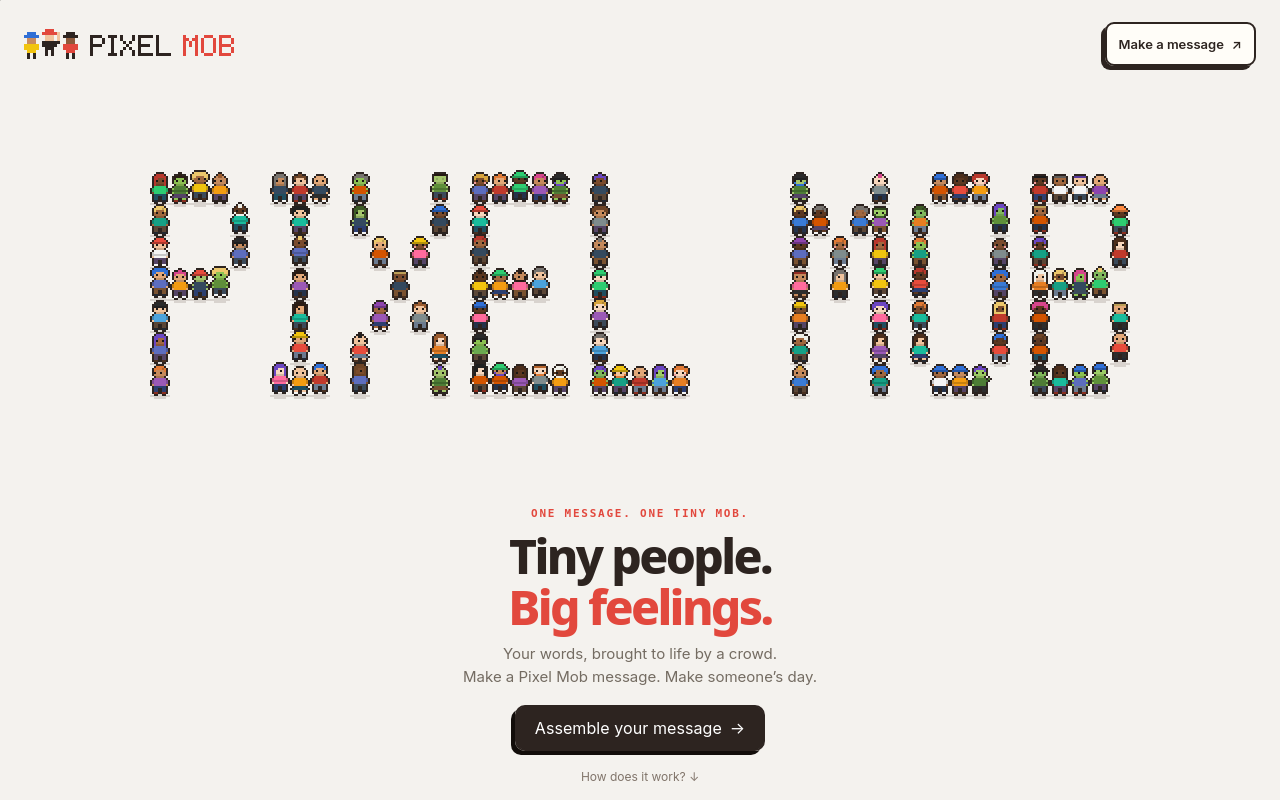 PIXEL MOB
Make a message ↗
PIXEL MOB
ONE MESSAGE. ONE TINY MOB.
Tiny people.
Big feelings.
Your words, brought to life by a crowd.
Make a Pixel Mob message. Make someone’s day.
Assemble your message →
How does it work? ↓